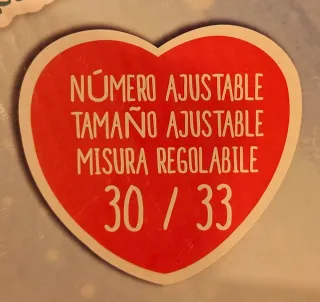 NÚMERO AJUSTABLE
TAMAÑO AJUSTABLE
MISURA REGOLABILE
30 / 33